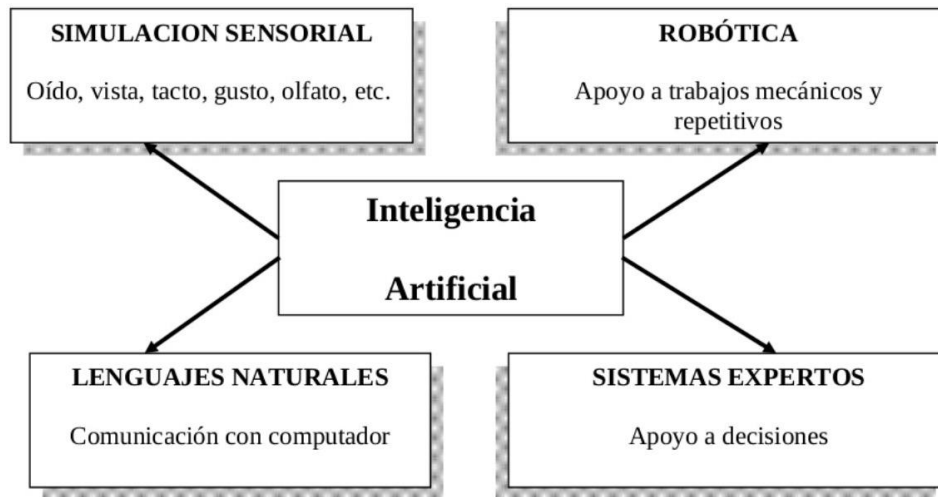 SIMULACION SENSORIAL
Oído, vista, tacto, gusto, olfato, etc.
ROBÓTICA
Apoyo a trabajos mecánicos y
repetitivos
Inteligencia
Artificial
LENGUAJES NATURALES
Comunicación con computador
SISTEMAS EXPERTOS
Apoyo a decisiones